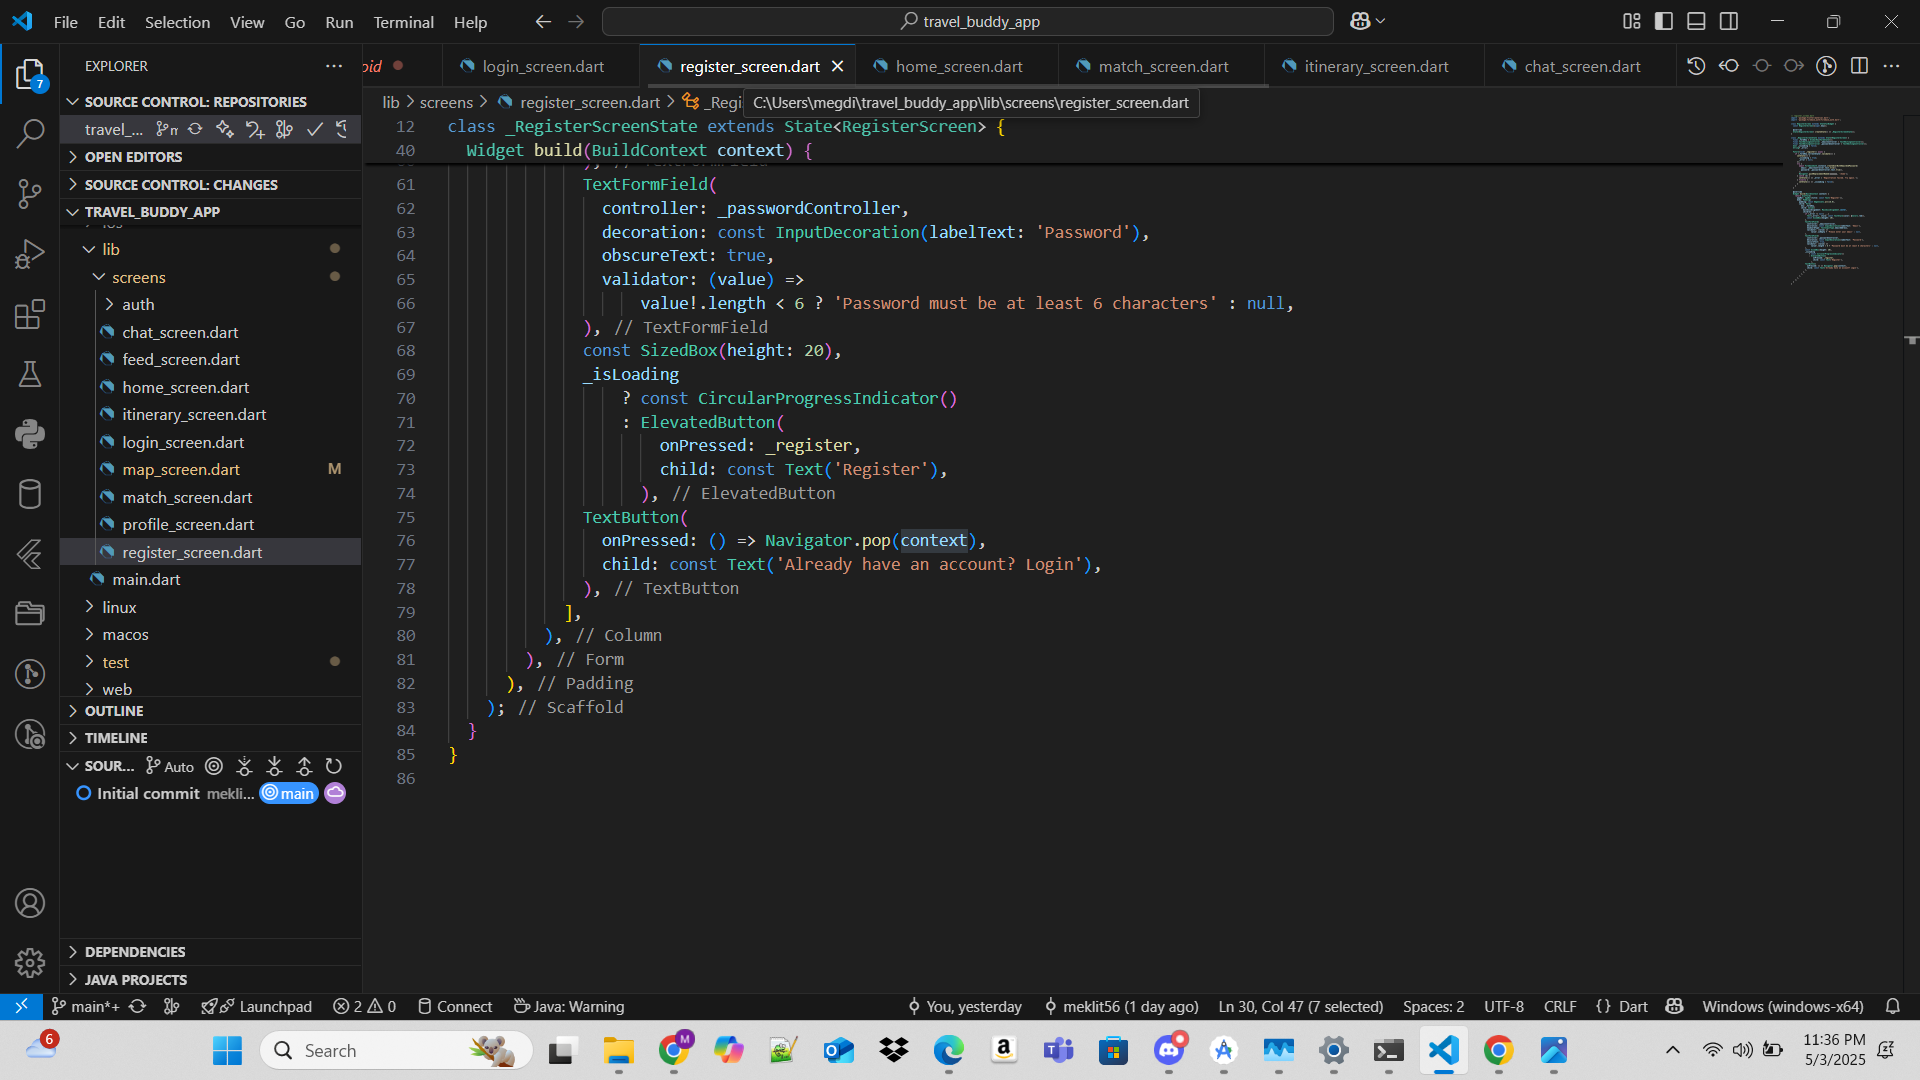 File Edit Selection View Go Run Terminal Help
travel_buddy_app
EXPLORER
oid
login_screen.dart
register_screen.dart
home_screen.dart
match_screen.dart
itinerary_screen.dart
chat_screen.dart
lib > screens > register_screen.dart > _Regi
C:\Users\megdi\travel_buddy_app\lib\screens\register_screen.dart
7
SOURCE CONTROL: REPOSITORIES
travel_...
OPEN EDITORS
SOURCE CONTROL: CHANGES
TRAVEL_BUDDY_APP
ios
lib
screens
auth
chat_screen.dart
feed_screen.dart
home_screen.dart
itinerary_screen.dart
login_screen.dart
map_screen.dart M
match_screen.dart
profile_screen.dart
register_screen.dart
main.dart
linux
macos
test
web
OUTLINE
TIMELINE
SOUR... Auto
Initial commit mekli... main
DEPENDENCIES
JAVA PROJECTS
12 class _RegisterScreenState extends State<RegisterScreen> {
40 Widget build(BuildContext context) {
), // TextFormField
61 TextFormField(
62 controller: _passwordController,
63 decoration: const InputDecoration(labelText: 'Password'),
64 obscureText: true,
65 validator: (value) =>
66 value!.length < 6 ? 'Password must be at least 6 characters' : null,
67 ), // TextFormField
68 const SizedBox(height: 20),
69 _isLoading
70 ? const CircularProgressIndicator()
71 : ElevatedButton(
72 onPressed: _register,
73 child: const Text('Register'),
74 ), // ElevatedButton
75 TextButton(
76 onPressed: () => Navigator.pop(context),
77 child: const Text('Already have an account? Login'),
78 ), // TextButton
79 ],
80 ), // Column
81 ), // Form
82 ), // Padding
83 ); // Scaffold
84 }
85 }
86
main*+ Launchpad 2 0 Connect Java: Warning You, yesterday meklit56 (1 day ago) Ln 30, Col 47 (7 selected) Spaces: 2 UTF-8 CRLF {} Dart Windows (windows-x64)
6
Search
M
a
11:36 PM
5/3/2025